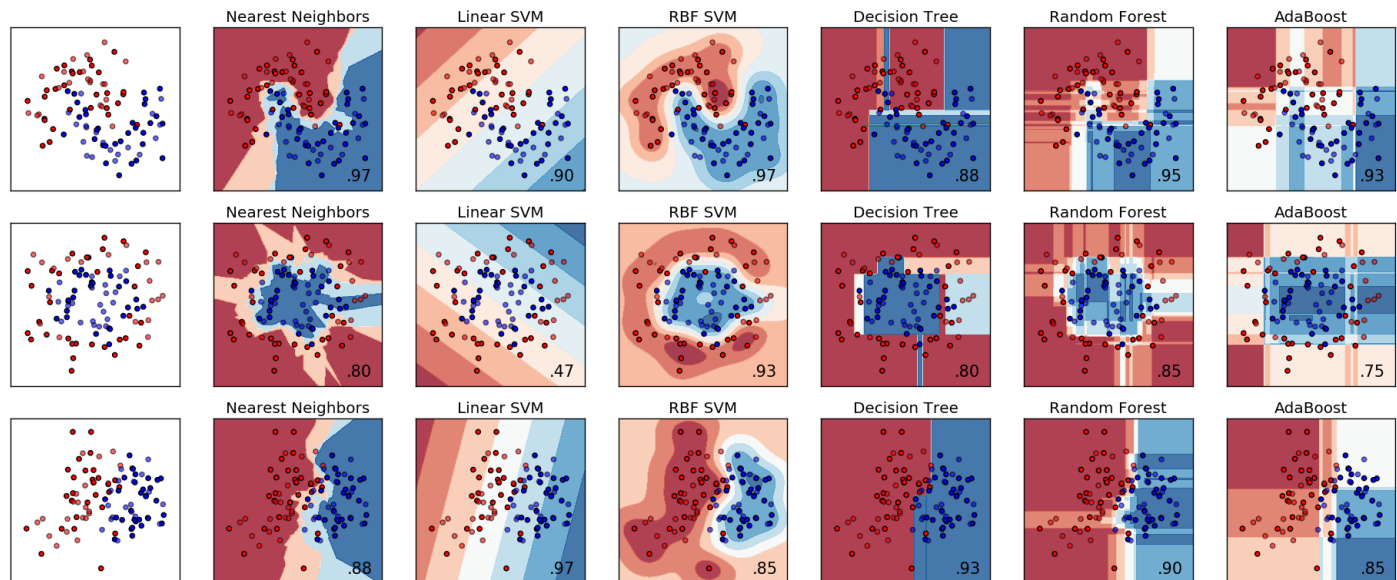 Nearest Neighbors Linear SVM RBF SVM Decision Tree Random Forest AdaBoost
.97 .90 .97 .88 .95 .93
Nearest Neighbors Linear SVM RBF SVM Decision Tree Random Forest AdaBoost
.80 .47 .93 .80 .85 .75
Nearest Neighbors Linear SVM RBF SVM Decision Tree Random Forest AdaBoost
.88 .97 .85 .93 .90 .85